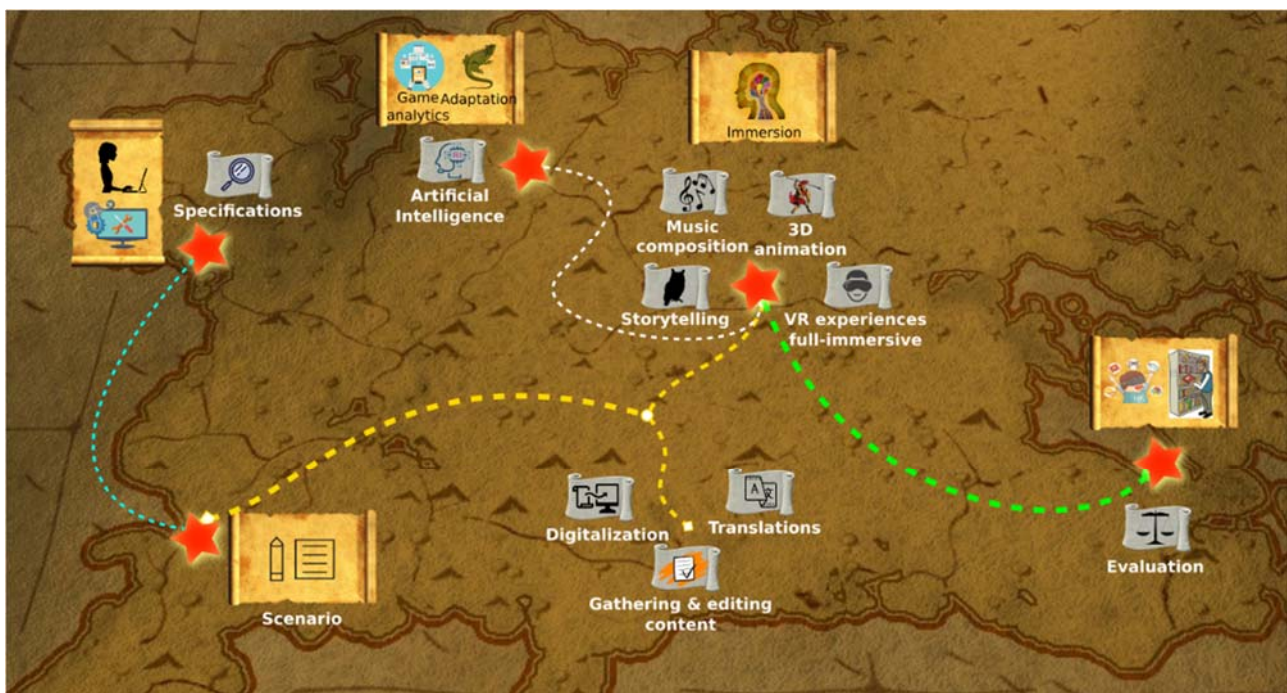 Game
analytics
Adaptation
Immersion
Specifications
Artificial
Intelligence
Music
composition
3D
animation
Storytelling
VR experiences
full-immersive
Digitalization
A
Translations
Gathering & editing
content
Scenario
Evaluation